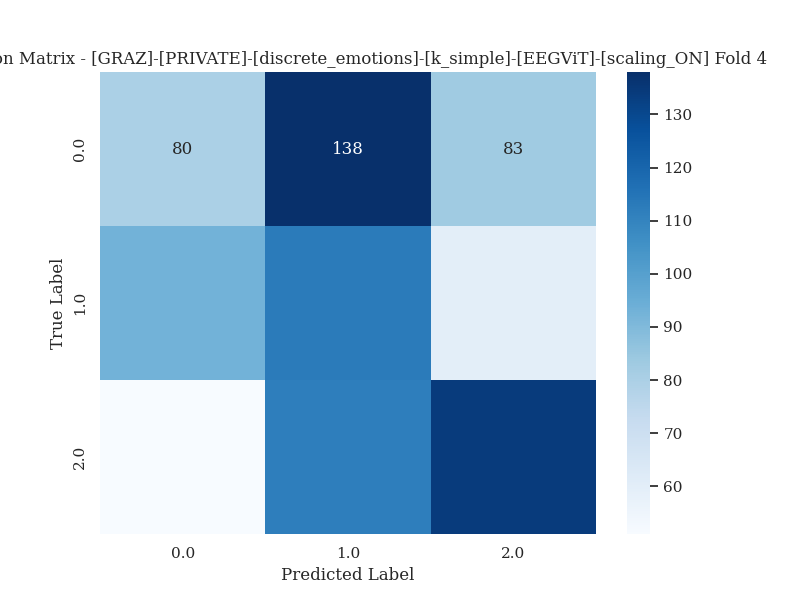 on Matrix - [GRAZ]-[PRIVATE]-[discrete_emotions]-[k_simple]-[EEGViT]-[scaling_ON] Fold 4
0.0 80 138 83
1.0
2.0
True Label
0.0 1.0 2.0
Predicted Label
130
120
110
100
90
80
70
60